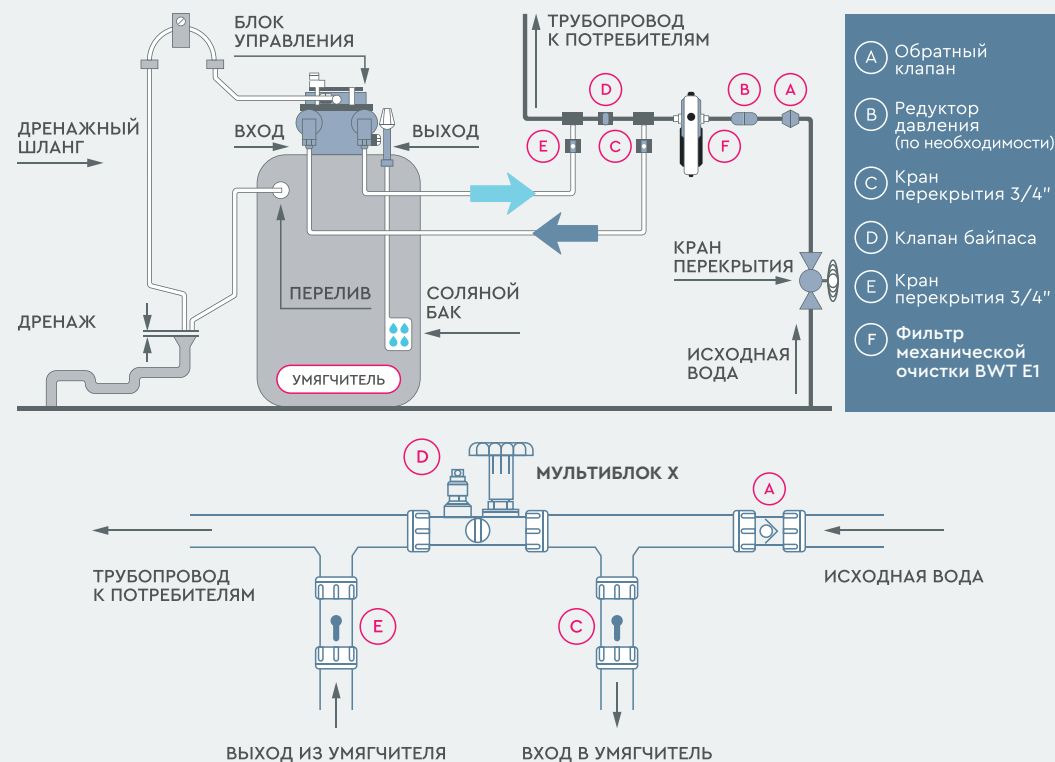 БЛОК
УПРАВЛЕНИЯ
ТРУБОПРОВОД
К ПОТРЕБИТЕЛЯМ
ДРЕНАЖНЫЙ
ШЛАНГ
ВХОД
ВЫХОД
D
B
A
E
C
F
КРАН
ПЕРЕКРЫТИЯ
ПЕРЕЛИВ
СОЛЯНОЙ
БАК
ДРЕНАЖ
ИСХОДНАЯ
ВОДА
УМЯГЧИТЕЛЬ
A Обратный
клапан
B Редуктор
давления
(по необходимости)
C Кран
перекрытия 3/4"
D Клапан байпаса
E Кран
перекрытия 3/4"
F Фильтр
механической
очистки BWT E1
D
МУЛЬТИБЛОК X
A
ТРУБОПРОВОД
К ПОТРЕБИТЕЛЯМ
ИСХОДНАЯ ВОДА
E
C
ВЫХОД ИЗ УМЯГЧИТЕЛЯ
ВХОД В УМЯГЧИТЕЛЬ